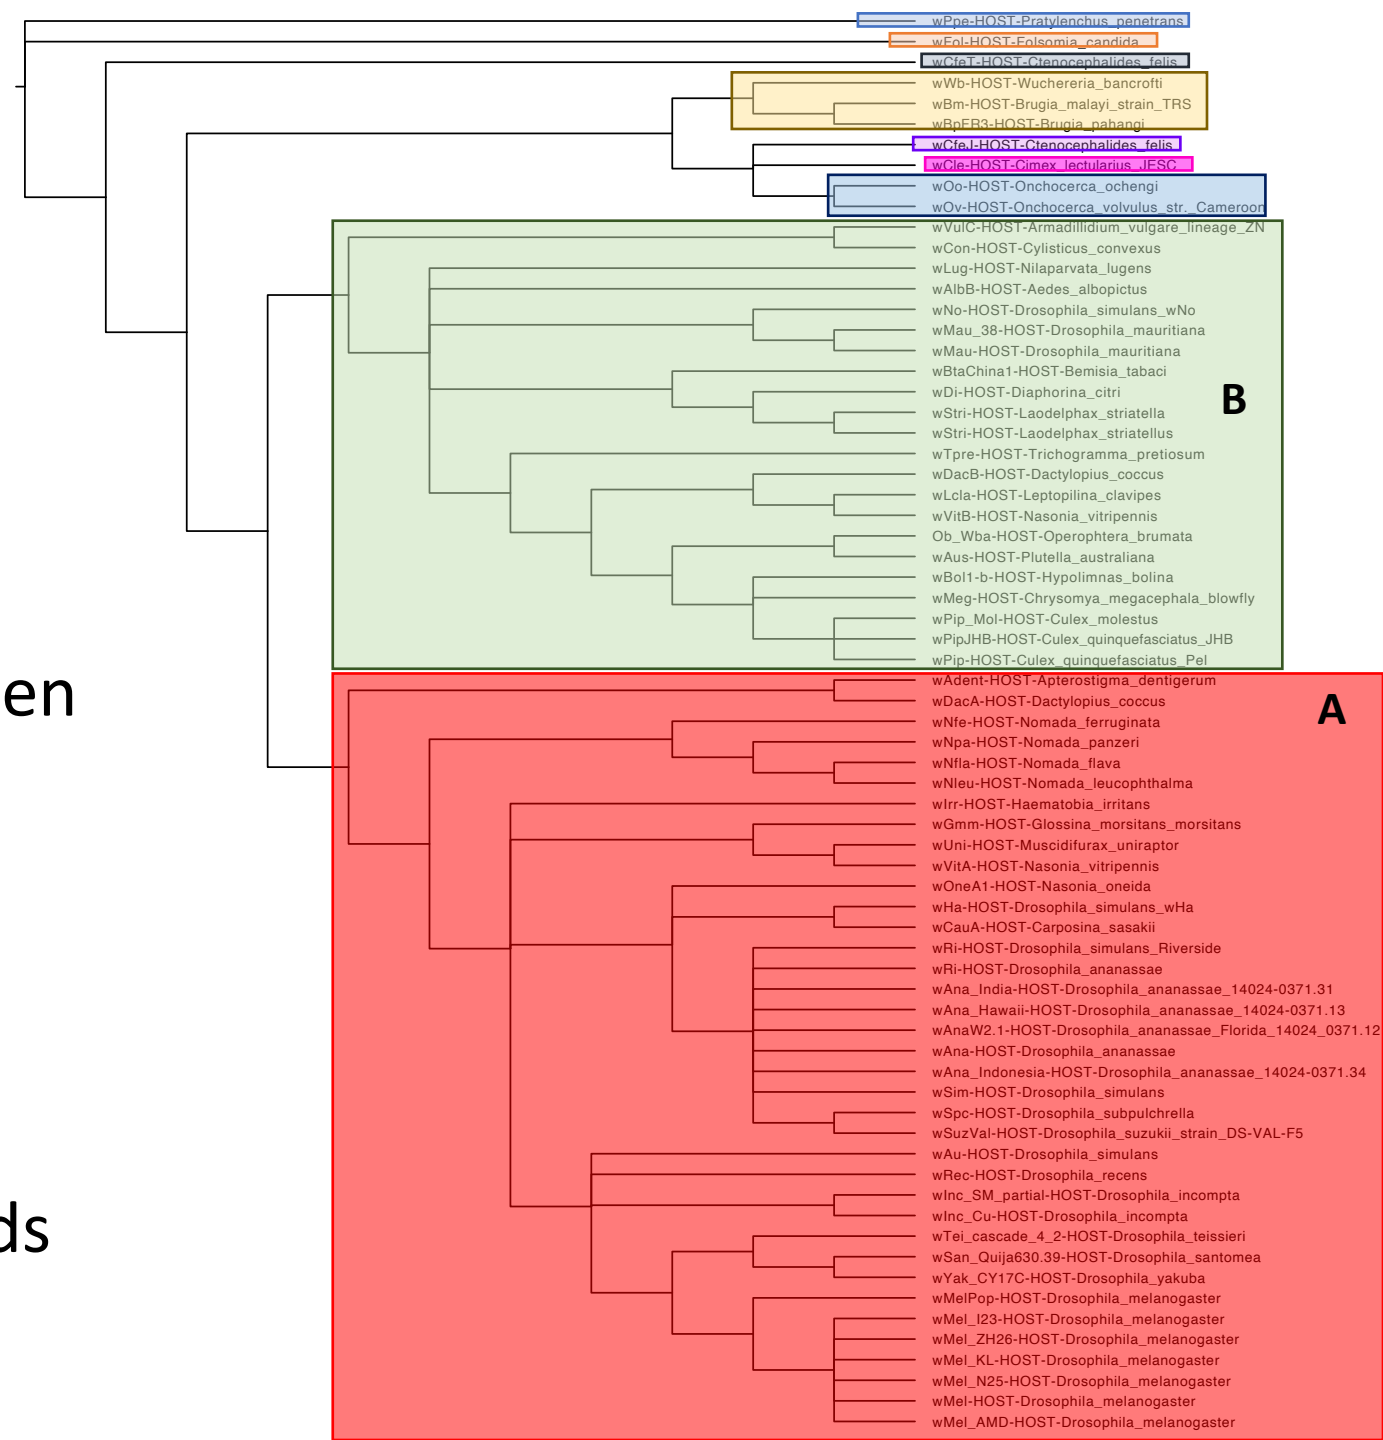 wPpe-HOST-Pratylenchus_penetrans
wFol-HOST-Folsomia_candida
wCfeT-HOST-Ctenocephalides_felis
wWb-HOST-Wuchereria_bancrofti
wBm-HOST-Brugia_malayi_strain_TRS
wBpFR3-HOST-Brugia_pahangi
wCfeJ-HOST-Ctenocephalides_felis
wCle-HOST-Cimex_lectularius_JESC
wOo-HOST-Onchocerca_ochengi
wOv-HOST-Onchocerca_volvulus_str._Cameroon
wVulC-HOST-Armadillidium_vulgare_lineage_ZN
wCon-HOST-Cylisticus_convexus
wLug-HOST-Nilaparvata_lugens
wAlbB-HOST-Aedes_albopictus
wNo-HOST-Drosophila_simulans_wNo
wMau_38-HOST-Drosophila_mauritiana
wMau-HOST-Drosophila_mauritiana
wBtaChina1-HOST-Bemisia_tabaci
wDi-HOST-Diaphorina_citri
B
wStri-HOST-Laodelphax_striatella
wStri-HOST-Laodelphax_striatellus
wTpre-HOST-Trichogramma_pretiosum
wDacB-HOST-Dactylopius_coccus
wLcla-HOST-Leptopilina_clavipes
wVitB-HOST-Nasonia_vitripennis
Ob_Wba-HOST-Operophtera_brumata
wAus-HOST-Plutella_australiana
wBol1-b-HOST-Hypolimnas_bolina
wMeg-HOST-Chrysomya_megacephala_blowfly
wPip_Mol-HOST-Culex_molestus
wPipJHB-HOST-Culex_quinquefasciatus_JHB
wPip-HOST-Culex_quinquefasciatus_Pel
wAdent-HOST-Apterostigma_dentigerum
en
wDacA-HOST-Dactylopius_coccus
A
wNfe-HOST-Nomada_ferruginata
wNpa-HOST-Nomada_panzeri
wNfla-HOST-Nomada_flava
wNleu-HOST-Nomada_leucophthalma
wIrr-HOST-Haematobia_irritans
wGmm-HOST-Glossina_morsitans_morsitans
wUni-HOST-Muscidifurax_uniraptor
wVitA-HOST-Nasonia_vitripennis
wOneA1-HOST-Nasonia_oneida
wHa-HOST-Drosophila_simulans_wHa
wCauA-HOST-Carposina_sasakii
wRi-HOST-Drosophila_simulans_Riverside
wRi-HOST-Drosophila_ananassae
wAna_India-HOST-Drosophila_ananassae_14024-0371.31
wAna_Hawaii-HOST-Drosophila_ananassae_14024-0371.13
wAnaW2.1-HOST-Drosophila_ananassae_Florida_14024_0371.12
wAna-HOST-Drosophila_ananassae
wAna_Indonesia-HOST-Drosophila_ananassae_14024-0371.34
wSim-HOST-Drosophila_simulans
wSpc-HOST-Drosophila_subpulchrella
wSuzVal-HOST-Drosophila_suzukii_strain_DS-VAL-F5
wAu-HOST-Drosophila_simulans
wRec-HOST-Drosophila_recens
wInc_SM_partial-HOST-Drosophila_incompta
wInc_Cu-HOST-Drosophila_incompta
ds
wTei_cascade_4_2-HOST-Drosophila_teissieri
wSan_Quija630.39-HOST-Drosophila_santomea
wYak_CY17C-HOST-Drosophila_yakuba
wMelPop-HOST-Drosophila_melanogaster
wMel_I23-HOST-Drosophila_melanogaster
wMel_ZH26-HOST-Drosophila_melanogaster
wMel_KL-HOST-Drosophila_melanogaster
wMel_N25-HOST-Drosophila_melanogaster
wMel-HOST-Drosophila_melanogaster
wMel_AMD-HOST-Drosophila_melanogaster